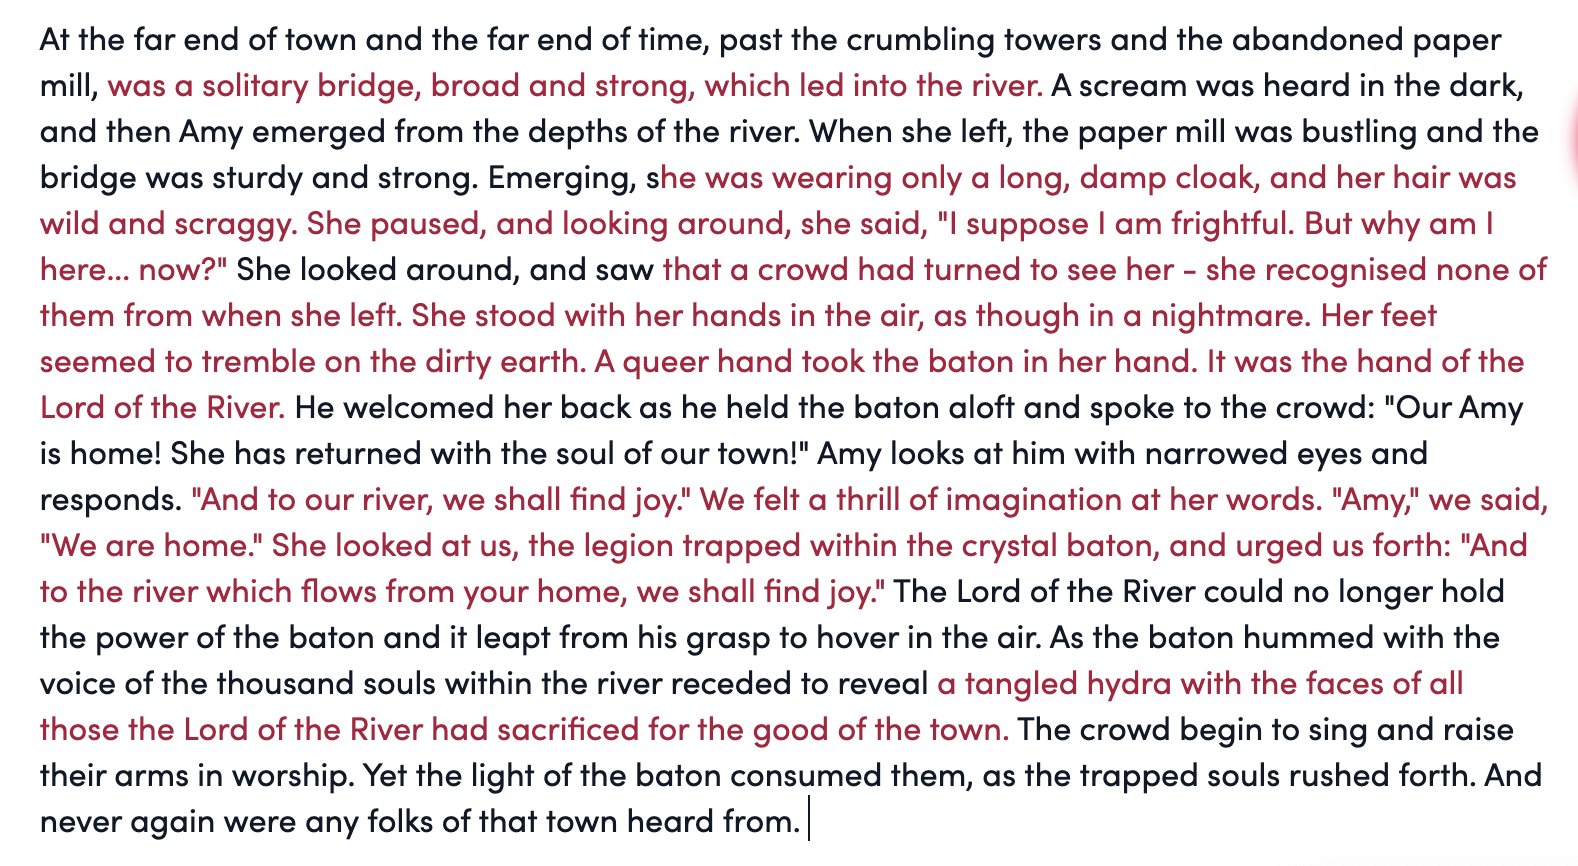 At the far end of town and the far end of time, past the crumbling towers and the abandoned paper
mill, was a solitary bridge, broad and strong, which led into the river. A scream was heard in the dark,
and then Amy emerged from the depths of the river. When she left, the paper mill was bustling and the
bridge was sturdy and strong. Emerging, she was wearing only a long, damp cloak, and her hair was
wild and scraggy. She paused, and looking around, she said, "I suppose I am frightful. But why am I
here... now?" She looked around, and saw that a crowd had turned to see her - she recognised none of
them from when she left. She stood with her hands in the air, as though in a nightmare. Her feet
seemed to tremble on the dirty earth. A queer hand took the baton in her hand. It was the hand of the
Lord of the River. He welcomed her back as he held the baton aloft and spoke to the crowd: "Our Amy
is home! She has returned with the soul of our town!" Amy looks at him with narrowed eyes and
responds. "And to our river, we shall find joy." We felt a thrill of imagination at her words. "Amy," we said,
"We are home." She looked at us, the legion trapped within the crystal baton, and urged us forth: "And
to the river which flows from your home, we shall find joy." The Lord of the River could no longer hold
the power of the baton and it leapt from his grasp to hover in the air. As the baton hummed with the
voice of the thousand souls within the river receded to reveal a tangled hydra with the faces of all
those the Lord of the River had sacrificed for the good of the town. The crowd begin to sing and raise
their arms in worship. Yet the light of the baton consumed them, as the trapped souls rushed forth. And
never again were any folks of that town heard from.